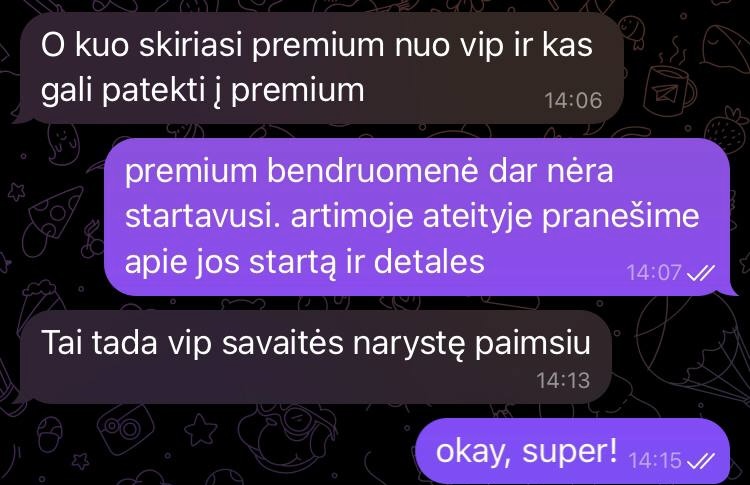 O kuo skiriasi premium nuo vip ir kas
gali patekti į premium
14:06
premium bendruomenė dar nėra
startavusi. artimoje ateityje pranešime
apie jos startą ir detales
14:07
Tai tada vip savaitės narystę paimsiu
14:13
okay, super! 14:15